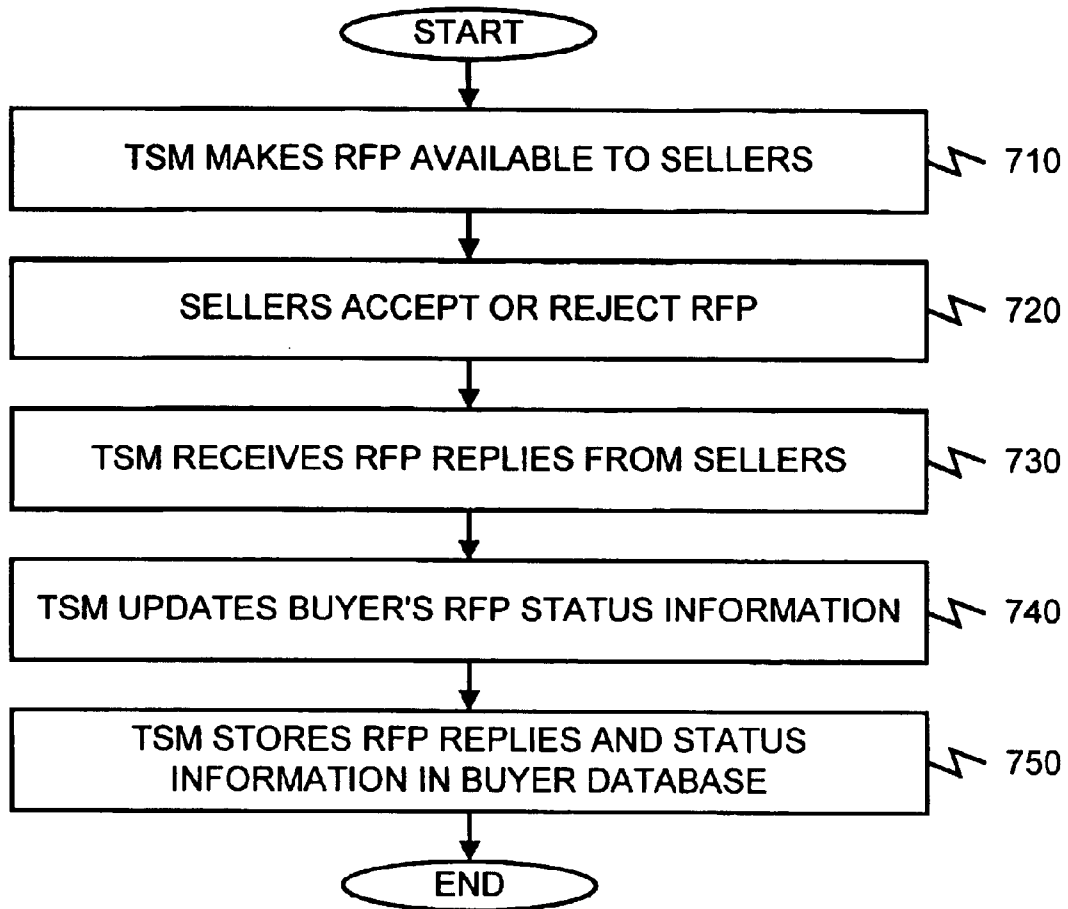 START
TSM MAKES RFP AVAILABLE TO SELLERS
710
SELLERS ACCEPT OR REJECT RFP
720
TSM RECEIVES RFP REPLIES FROM SELLERS
730
TSM UPDATES BUYER'S RFP STATUS INFORMATION
740
TSM STORES RFP REPLIES AND STATUS
INFORMATION IN BUYER DATABASE
750
END